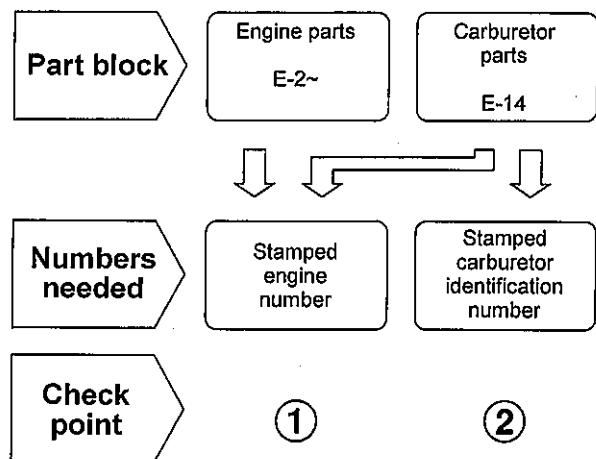 Part block
Engine parts
E-2~
Carburetor
parts
E-14
Numbers
needed
Stamped
engine
number
Stamped
carburetor
identification
number
Check
point
①
②